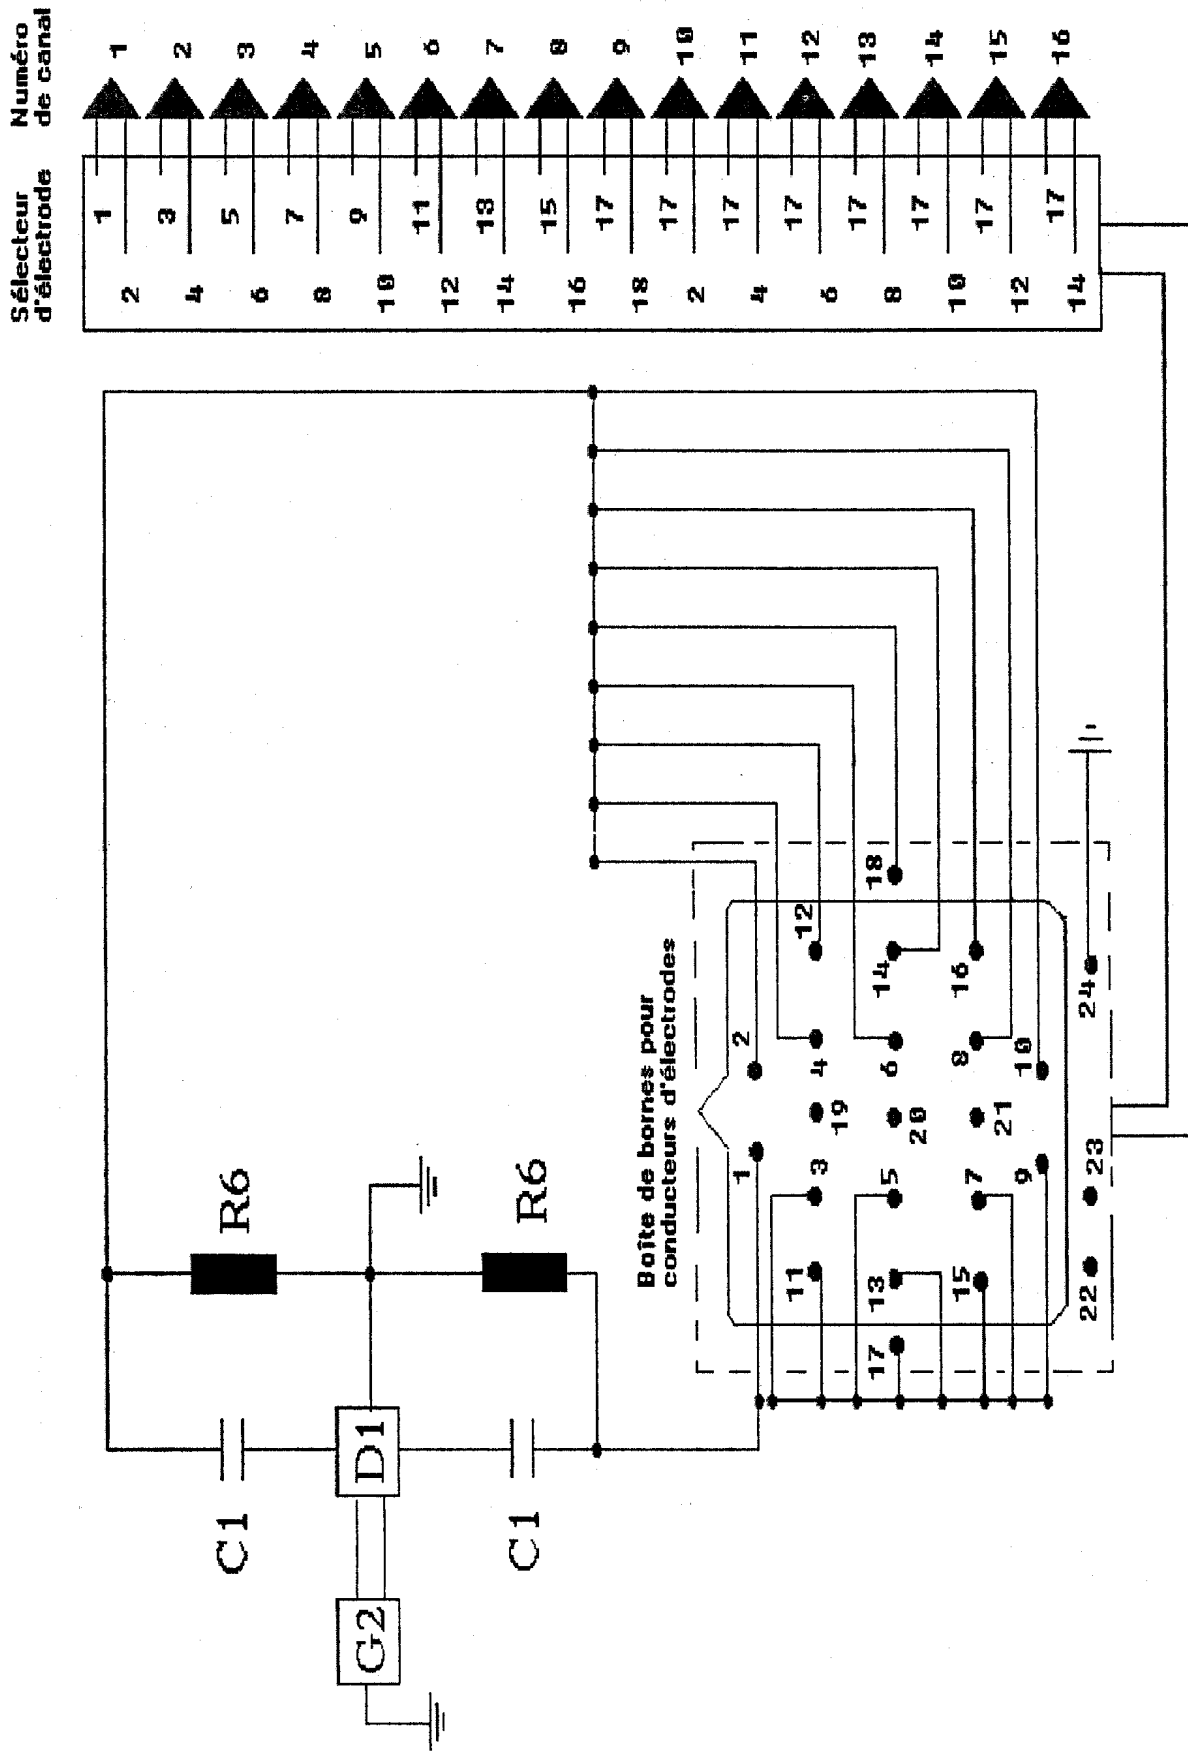 Numéro
de canal
1 2 3 4 5 6 7 8 9 10 11 12 13 14 15 16
Sélecteur
d'électrode
1 3 5 7 9 11 13 15 17 17 17 17 17 17 17 17
2 4 6 8 10 12 14 16 18 2 4 6 8 10 12 14
R6
R6
C1
D1
C1
G2
Boîte de bornes pour
conducteurs d'électrodes
1 2
11 3 19 4 12
17 13 5 20 6 14 18
15 7 21 8 16
9 10
22 23 24